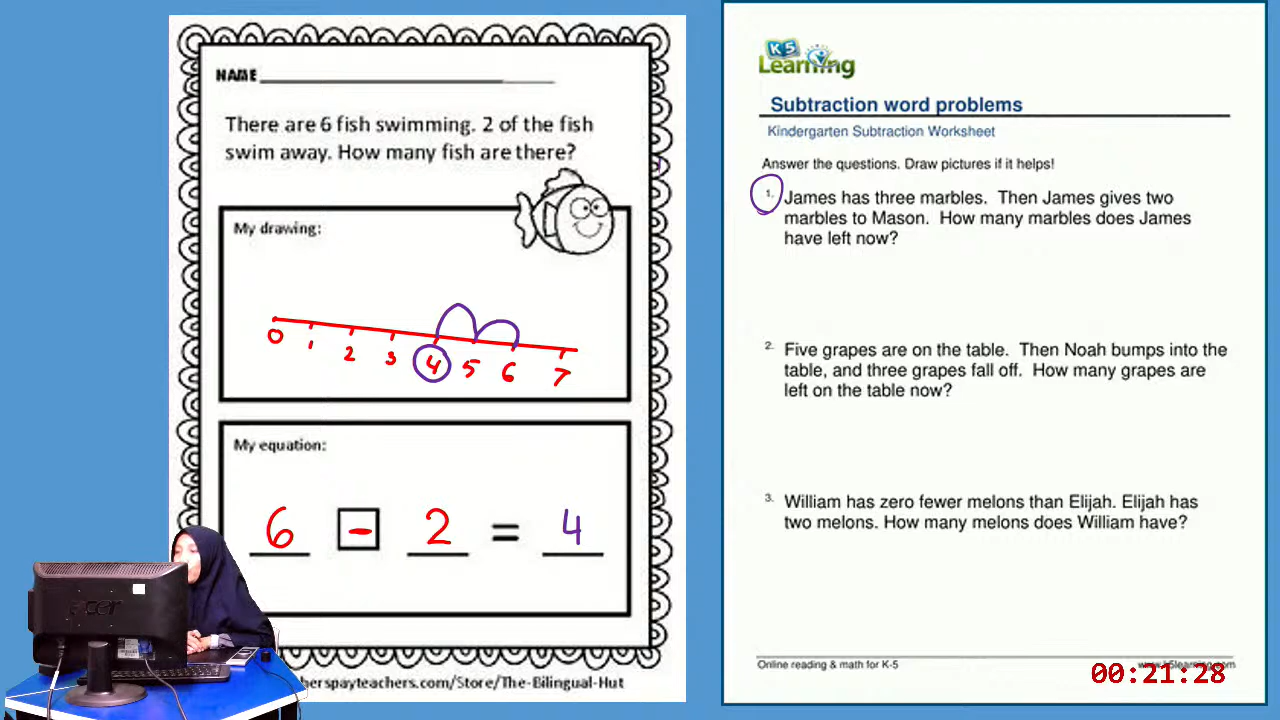 NAME
There are 6 fish swimming. 2 of the fish
swim away. How many fish are there?
My drawing:
0 1 2 3 4 5 6 7
My equation:
6 - 2 = 4
acer
herspayteachers.com/Store/The-Bilingual-Hut
K5
Learning
Subtraction word problems
Kindergarten Subtraction Worksheet
Answer the questions. Draw pictures if it helps!
1. James has three marbles. Then James gives two
marbles to Mason. How many marbles does James
have left now?
2. Five grapes are on the table. Then Noah bumps into the
table, and three grapes fall off. How many grapes are
left on the table now?
3. William has zero fewer melons than Elijah. Elijah has
two melons. How many melons does William have?
Online reading & math for K-5
www.k5learning.com
00:21:28